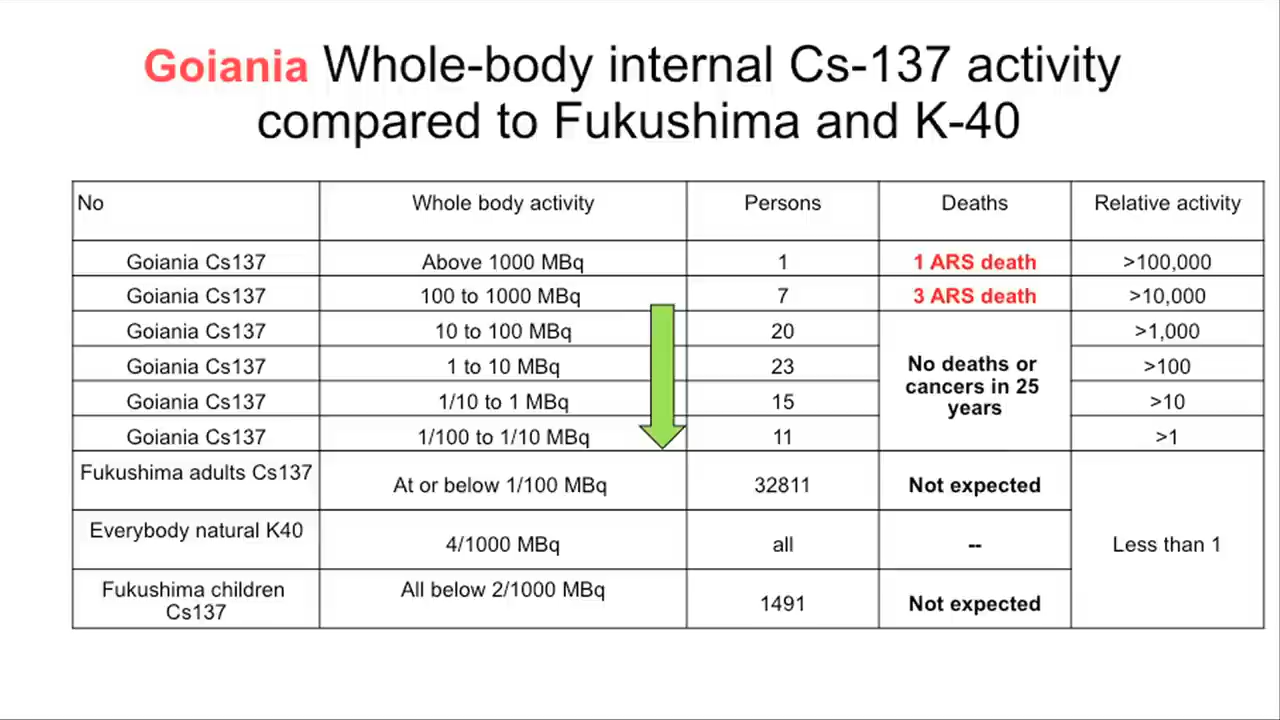 Goiania Whole-body internal Cs-137 activity
compared to Fukushima and K-40
No Whole body activity Persons Deaths Relative activity
Goiania Cs137 Above 1000 MBq 1 1 ARS death >100,000
Goiania Cs137 100 to 1000 MBq 7 3 ARS death >10,000
Goiania Cs137 10 to 100 MBq 20 >1,000
Goiania Cs137 1 to 10 MBq 23 No deaths or cancers in 25 years >100
Goiania Cs137 1/10 to 1 MBq 15 >10
Goiania Cs137 1/100 to 1/10 MBq 11 >1
Fukushima adults Cs137 At or below 1/100 MBq 32811 Not expected
Everybody natural K40 4/1000 MBq all -- Less than 1
Fukushima children Cs137 All below 2/1000 MBq 1491 Not expected